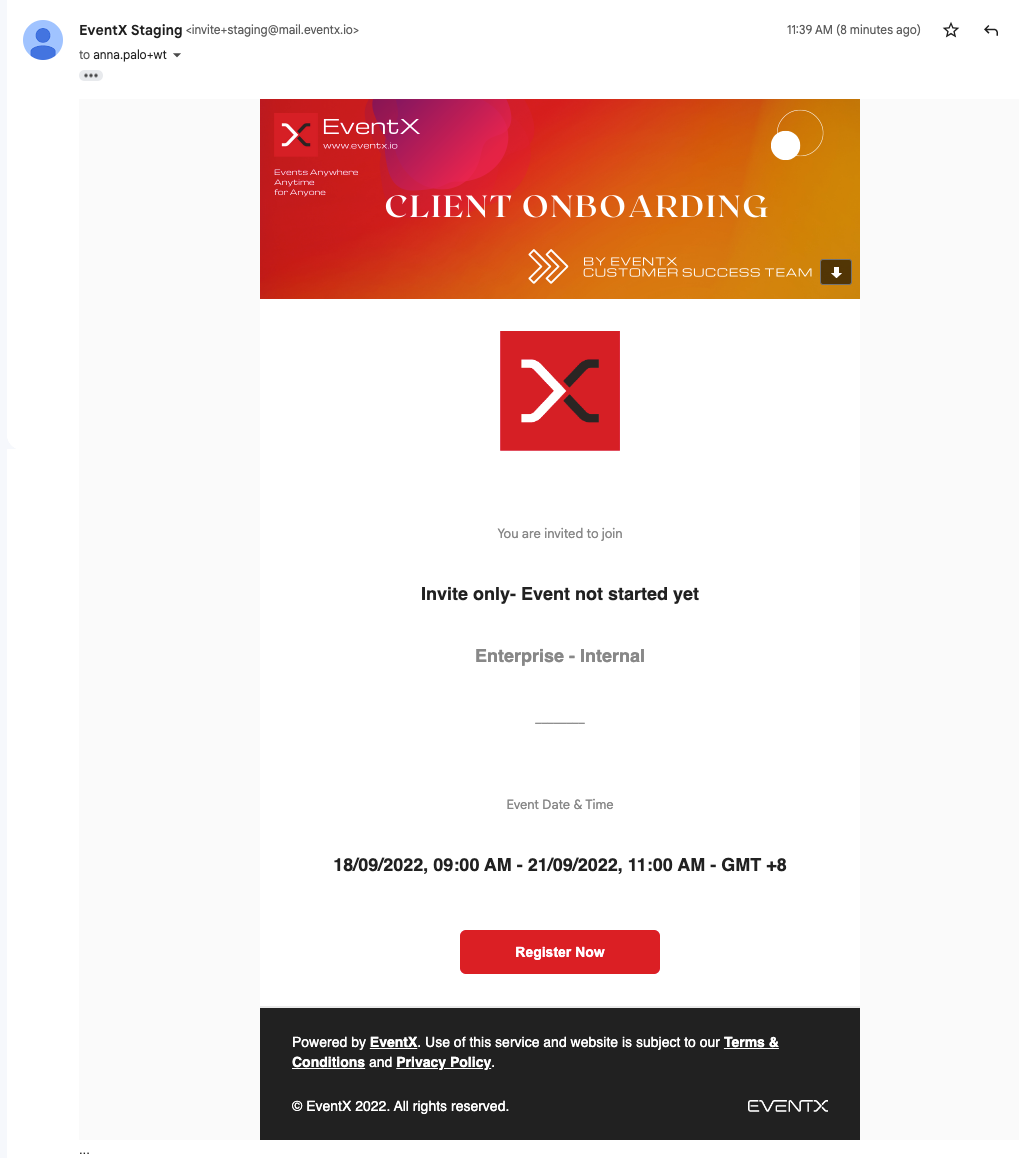 EventX Staging <invite+staging@mail.eventx.io>
11:39 AM (8 minutes ago)
to anna.palo+wt
EventX
www.eventx.io
Events Anywhere
Anytime
for Anyone
CLIENT ONBOARDING
BY EVENTX
CUSTOMER SUCCESS TEAM
You are invited to join
Invite only- Event not started yet
Enterprise - Internal
Event Date & Time
18/09/2022, 09:00 AM - 21/09/2022, 11:00 AM - GMT +8
Register Now
Powered by EventX. Use of this service and website is subject to our Terms &
Conditions and Privacy Policy.
© EventX 2022. All rights reserved.
EVENTX
...